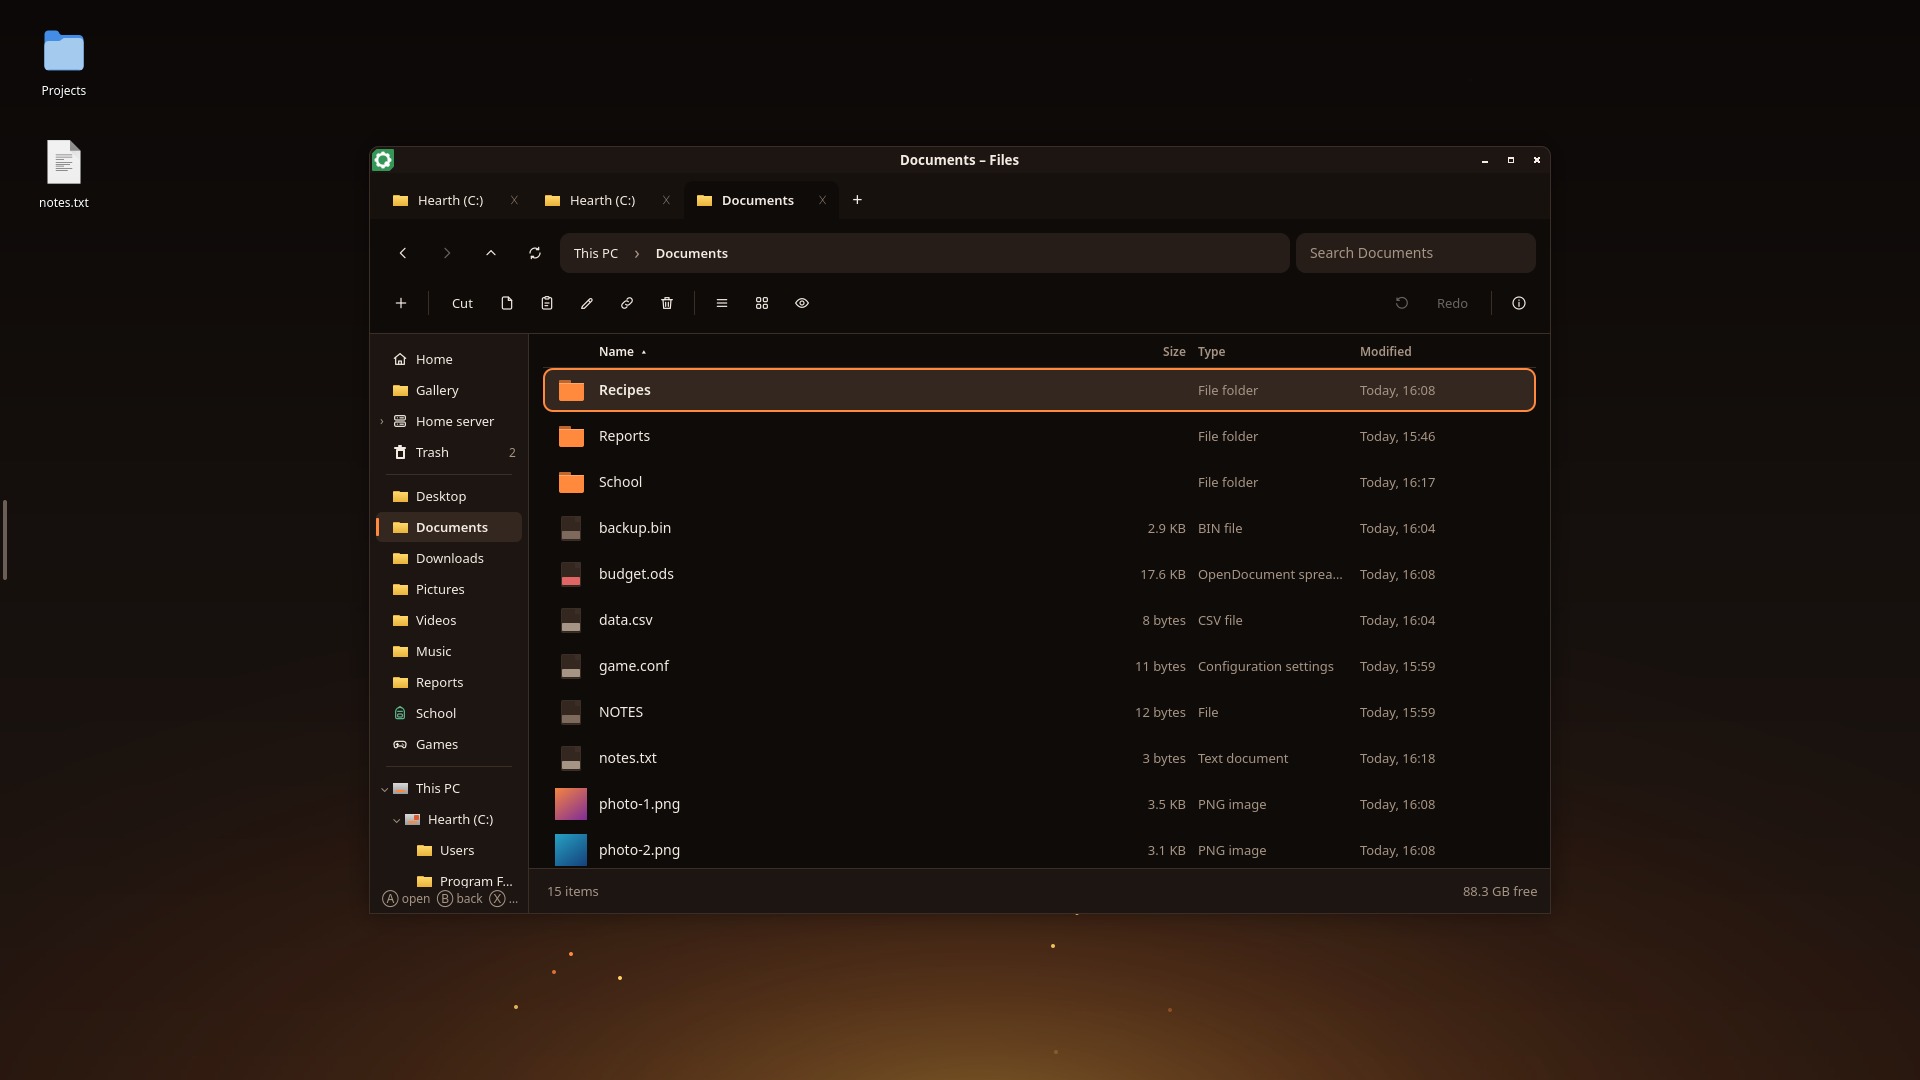 Projects
notes.txt
Documents – Files
Hearth (C:) X Hearth (C:) X Documents X +
This PC › Documents Search Documents
Cut Redo
Home
Gallery
Home server
Trash 2
Desktop
Documents
Downloads
Pictures
Videos
Music
Reports
School
Games
This PC
Hearth (C:)
Users
Program F...
A open B back X ...
Name Size Type Modified
Recipes File folder Today, 16:08
Reports File folder Today, 15:46
School File folder Today, 16:17
backup.bin 2.9 KB BIN file Today, 16:04
budget.ods 17.6 KB OpenDocument sprea... Today, 16:08
data.csv 8 bytes CSV file Today, 16:04
game.conf 11 bytes Configuration settings Today, 15:59
NOTES 12 bytes File Today, 15:59
notes.txt 3 bytes Text document Today, 16:18
photo-1.png 3.5 KB PNG image Today, 16:08
photo-2.png 3.1 KB PNG image Today, 16:08
15 items 88.3 GB free